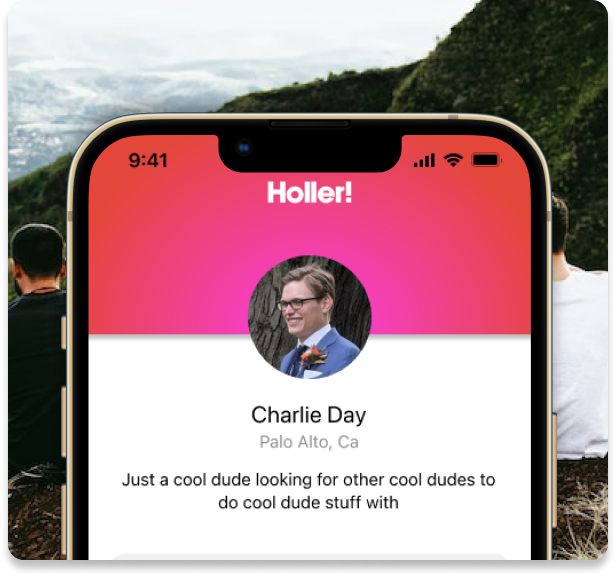 9:41
Holler!
Charlie Day
Palo Alto, Ca
Just a cool dude looking for other cool dudes to
do cool dude stuff with